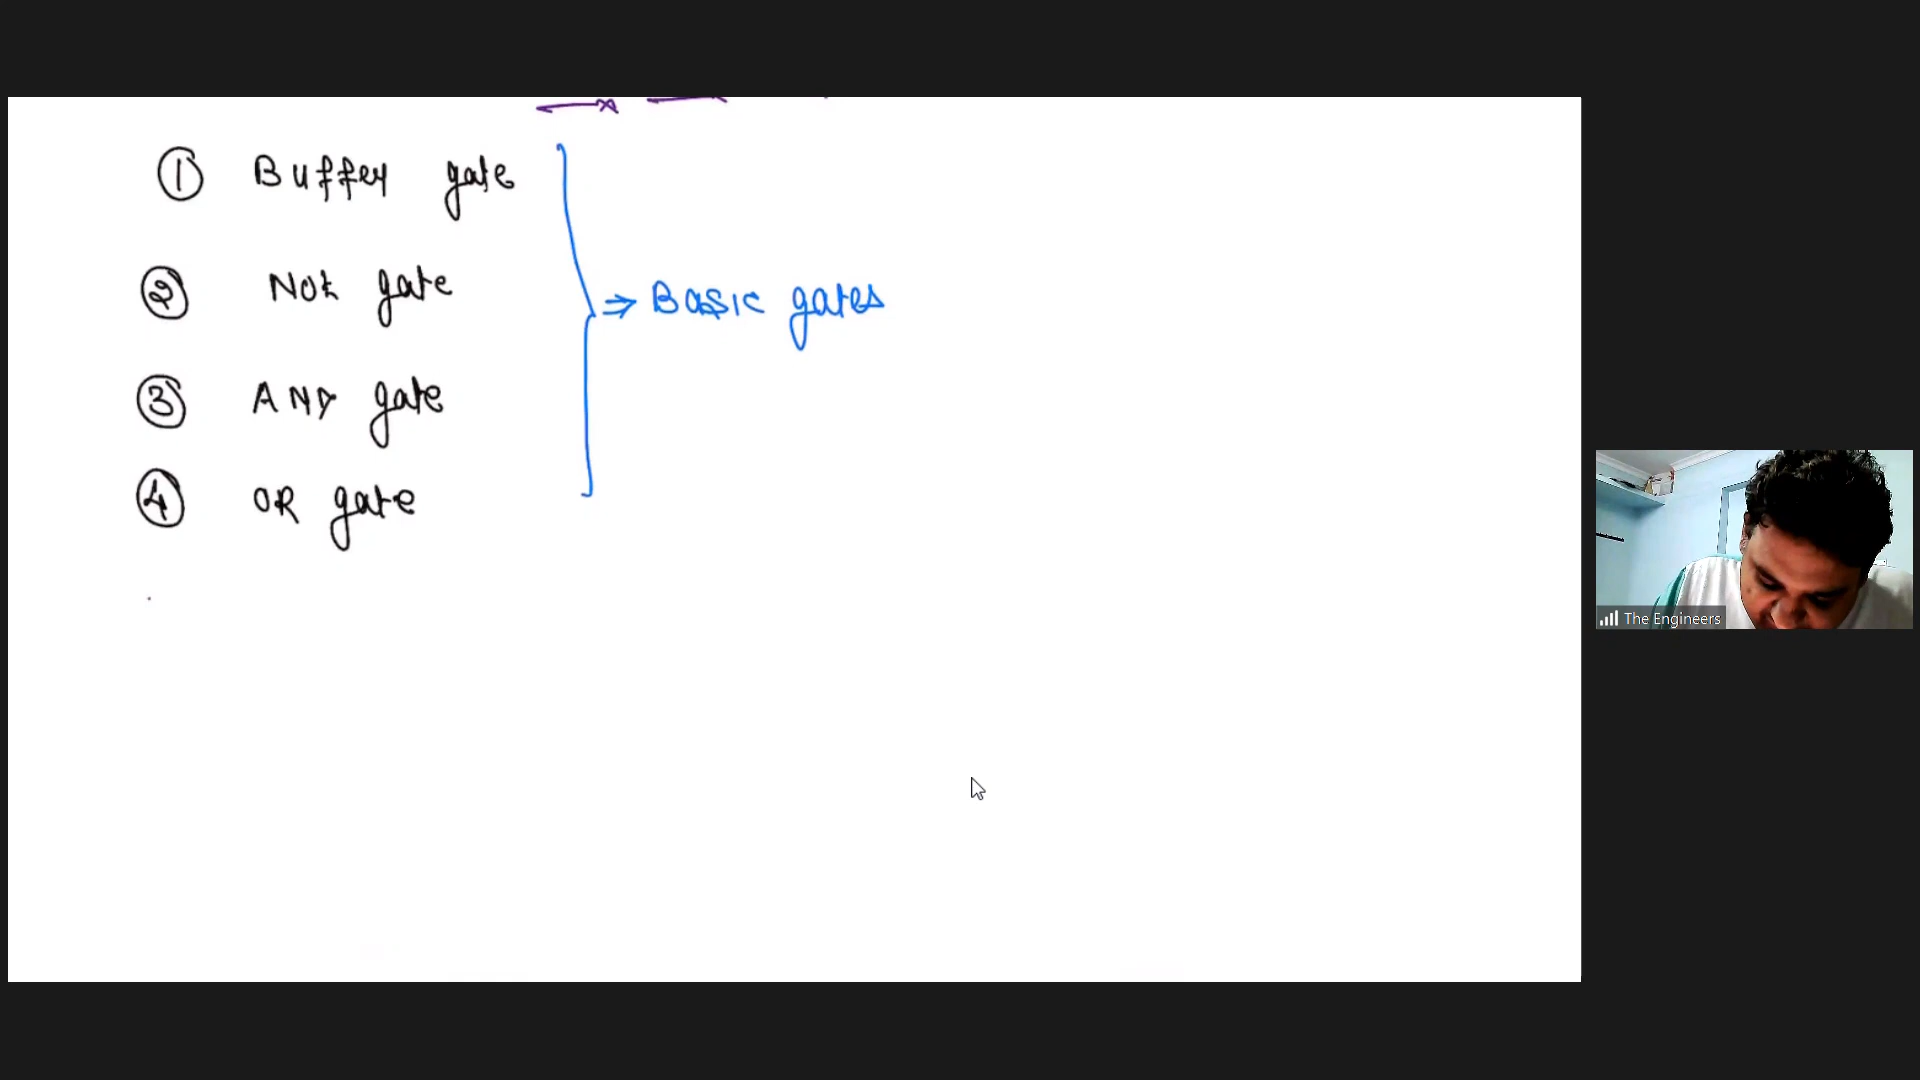 ① Buffer gate
② Not gate
③ AND gate
④ OR gate
⇒ Basic gates
The Engineers